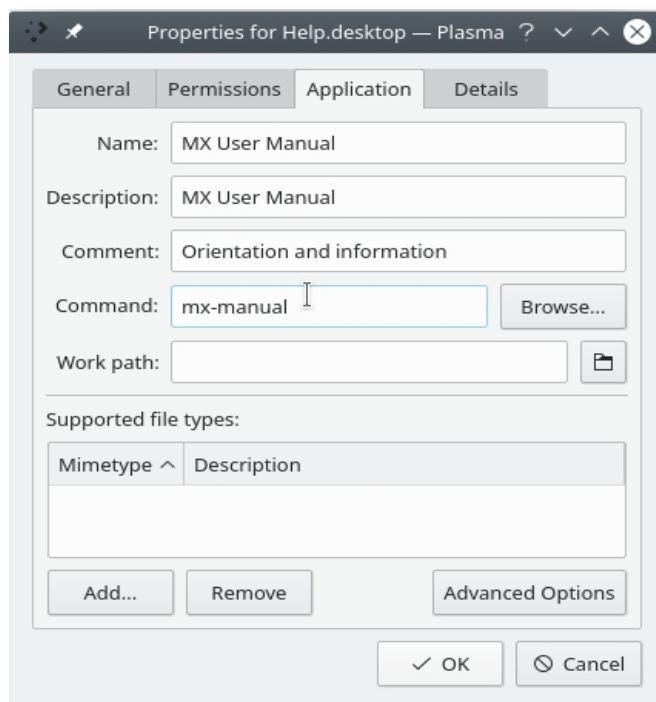 Properties for Help.desktop — Plasma ?
General Permissions Application Details
Name: MX User Manual
Description: MX User Manual
Comment: Orientation and information
Command: mx-manual Browse...
Work path:
Supported file types:
Mimetype Description
Add... Remove Advanced Options
OK Cancel